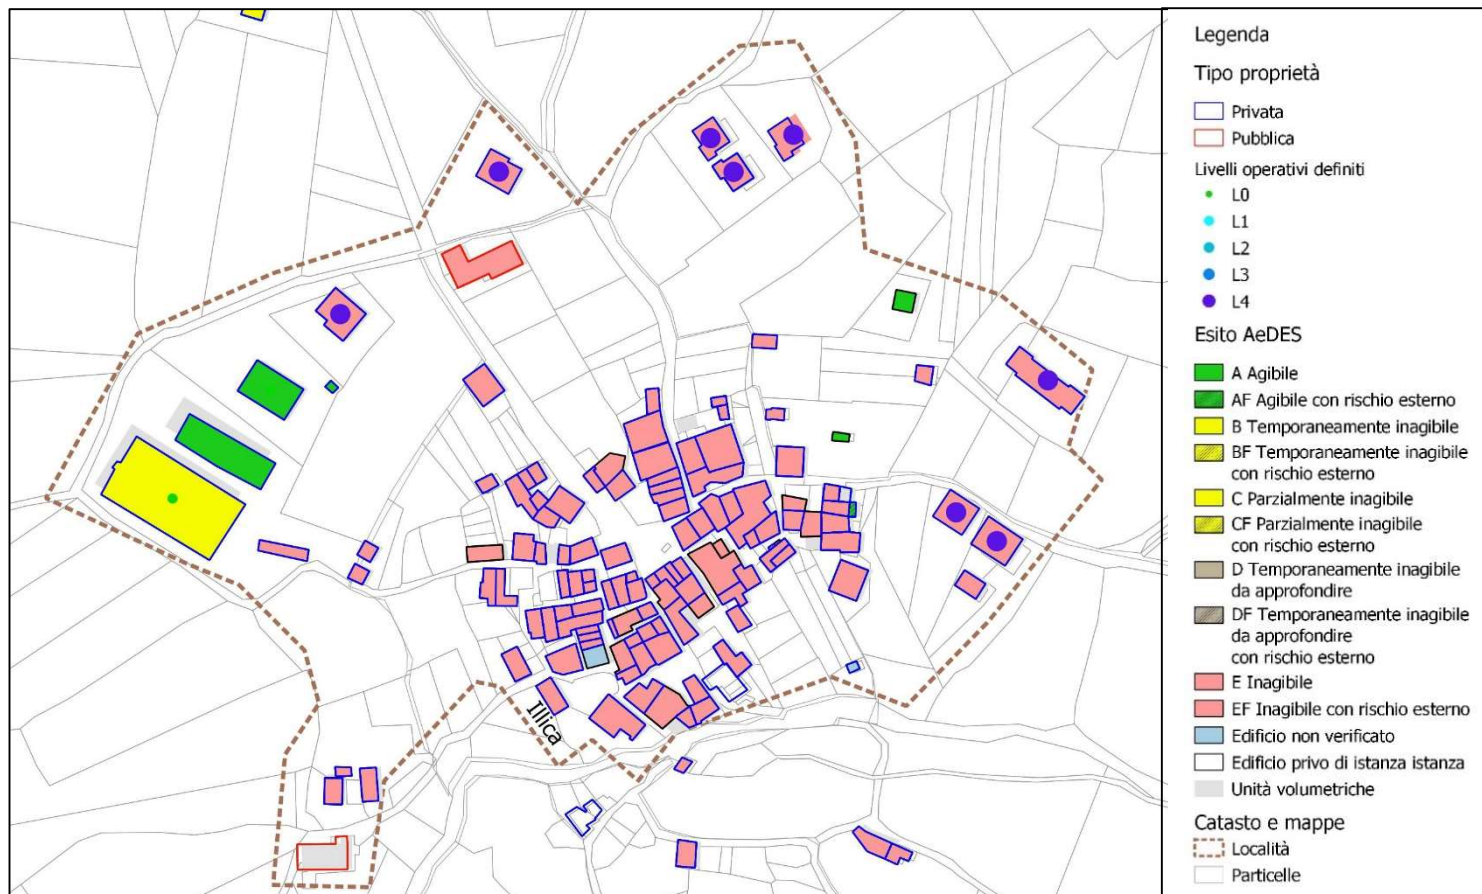 Illica
Legenda
Tipo proprietà
Privata
Pubblica
Livelli operativi definiti
L0
L1
L2
L3
L4
Esito AeDES
A Agibile
AF Agibile con rischio esterno
B Temporaneamente inagibile
BF Temporaneamente inagibile
con rischio esterno
C Parzialmente inagibile
CF Parzialmente inagibile
con rischio esterno
D Temporaneamente inagibile
da approfondire
DF Temporaneamente inagibile
da approfondire
con rischio esterno
E Inagibile
EF Inagibile con rischio esterno
Edificio non verificato
Edificio privo di istanza istanza
Unità volumetriche
Catasto e mappe
Località
Particelle